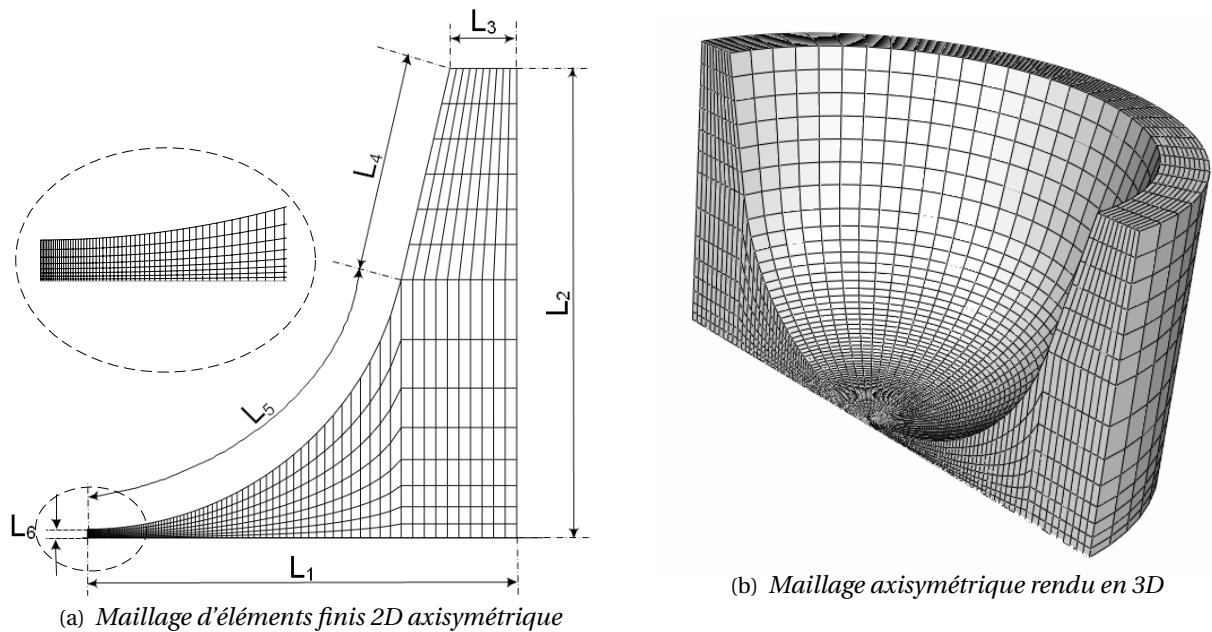 L₃
L₄
L₂
L₅
L₆
L₁
(a) Maillage d'éléments finis 2D axisymétrique
(b) Maillage axisymétrique rendu en 3D